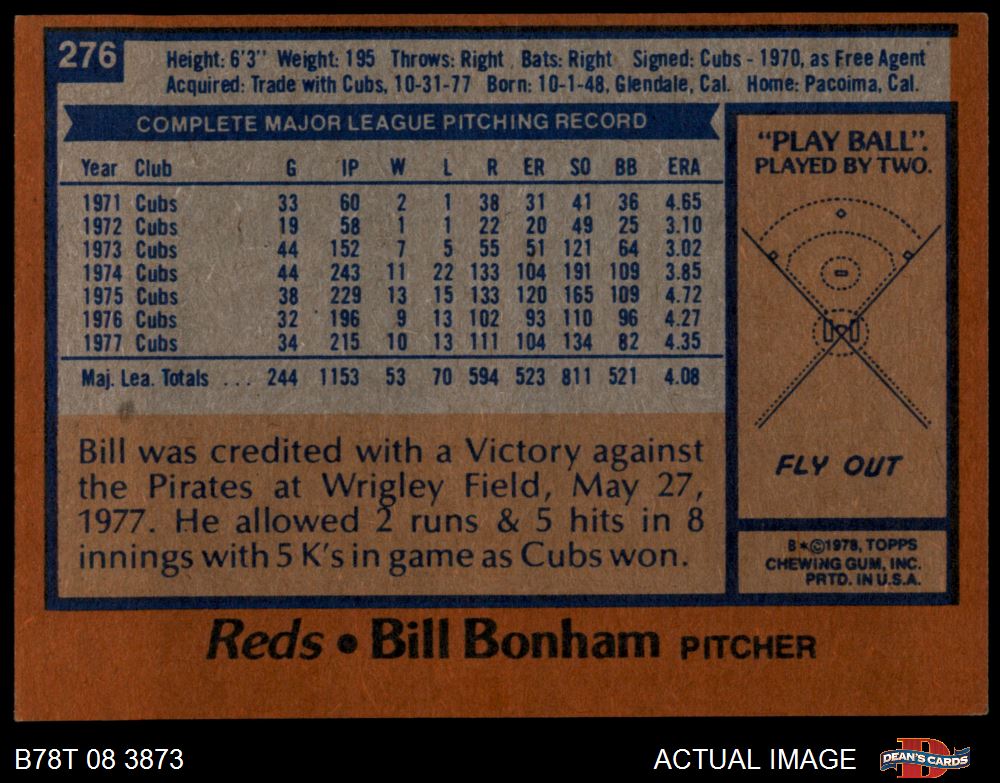 276
Height: 6'3" Weight: 195 Throws: Right Bats: Right Signed: Cubs - 1970, as Free Agent
Acquired: Trade with Cubs, 10-31-77 Born: 10-1-48, Glendale, Cal. Home: Pacoima, Cal.
COMPLETE MAJOR LEAGUE PITCHING RECORD
Year Club G IP W L R ER SO BB ERA
1971 Cubs 33 60 2 1 38 31 41 36 4.65
1972 Cubs 19 58 1 1 22 20 49 25 3.10
1973 Cubs 44 152 7 5 55 51 121 64 3.02
1974 Cubs 44 243 11 22 133 104 191 109 3.85
1975 Cubs 38 229 13 15 133 120 165 109 4.72
1976 Cubs 32 196 9 13 102 93 110 96 4.27
1977 Cubs 34 215 10 13 111 104 134 82 4.35
Maj. Lea. Totals ... 244 1153 53 70 594 523 811 521 4.08
Bill was credited with a Victory against
the Pirates at Wrigley Field, May 27,
1977. He allowed 2 runs & 5 hits in 8
innings with 5 K's in game as Cubs won.
"PLAY BALL":
PLAYED BY TWO.
FLY OUT
B*©1978, TOPPS
CHEWING GUM, INC.
PRTD. IN U.S.A.
Reds • Bill Bonham PITCHER
B78T 08 3873
ACTUAL IMAGE
DEAN'S CARDS